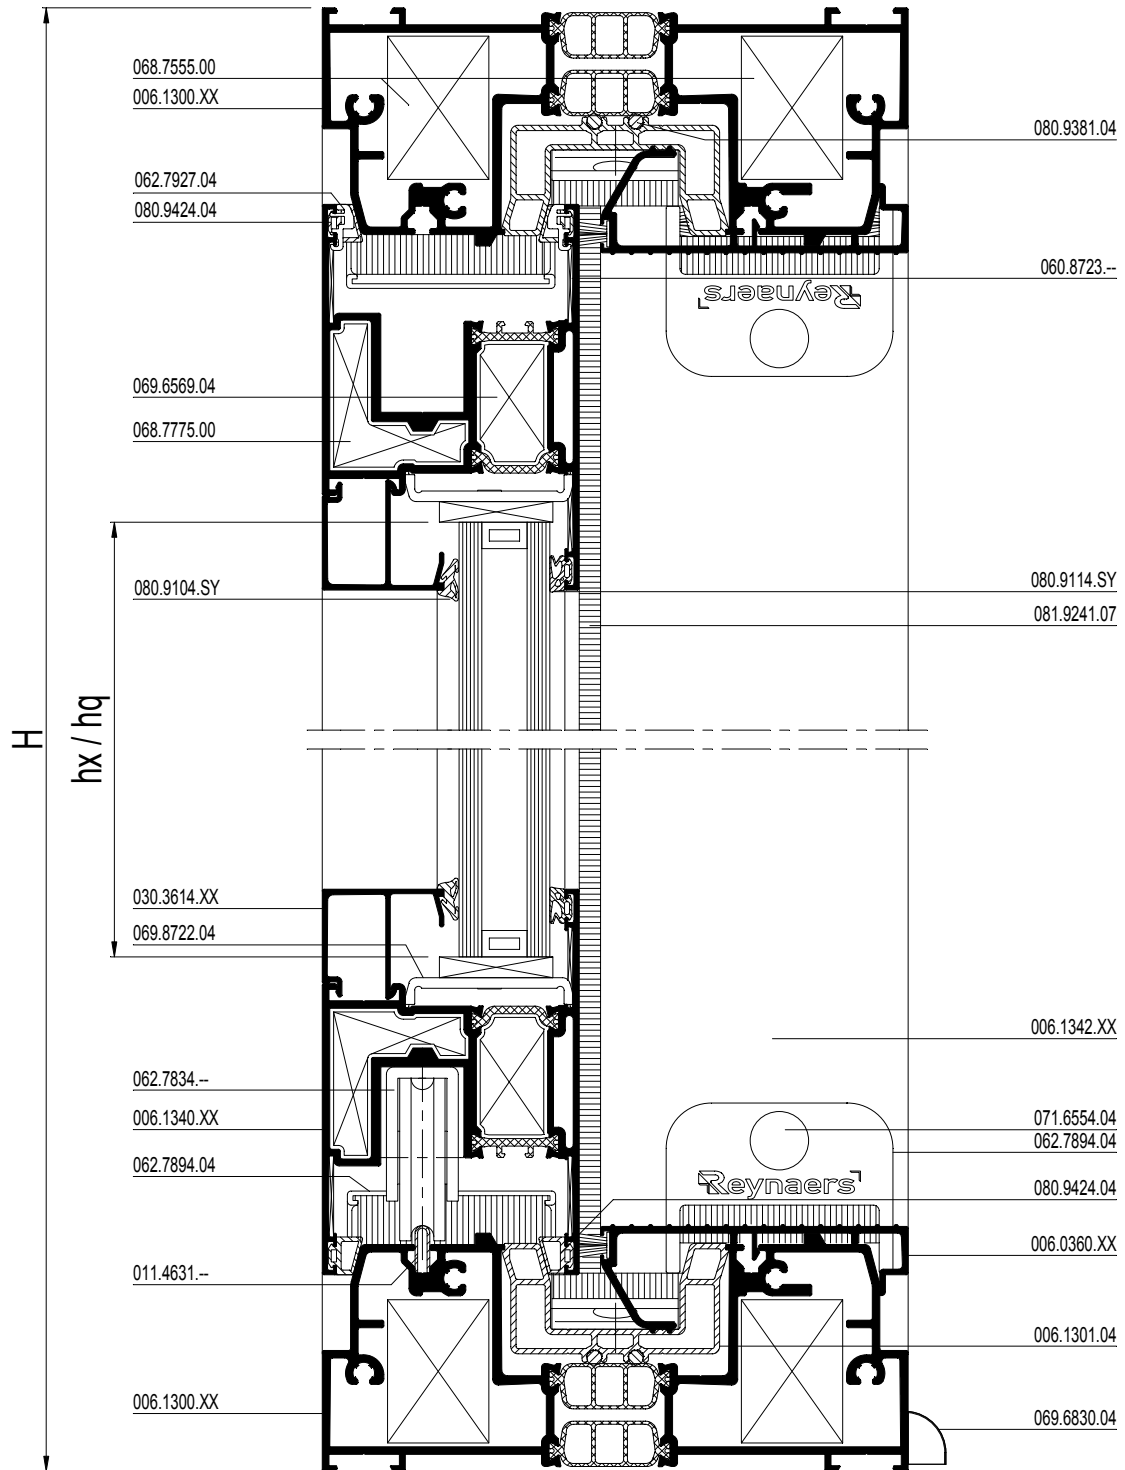 068.7555.00
006.1300.XX
080.9381.04
062.7927.04
080.9424.04
060.8723.--
Reynaers
069.6569.04
068.7775.00
080.9104.SY
080.9114.SY
081.9241.07
H
hx / hq
030.3614.XX
069.8722.04
006.1342.XX
062.7834.--
006.1340.XX
071.6554.04
062.7894.04
062.7894.04
Reynaers
080.9424.04
006.0360.XX
011.4631.--
006.1301.04
006.1300.XX
069.6830.04